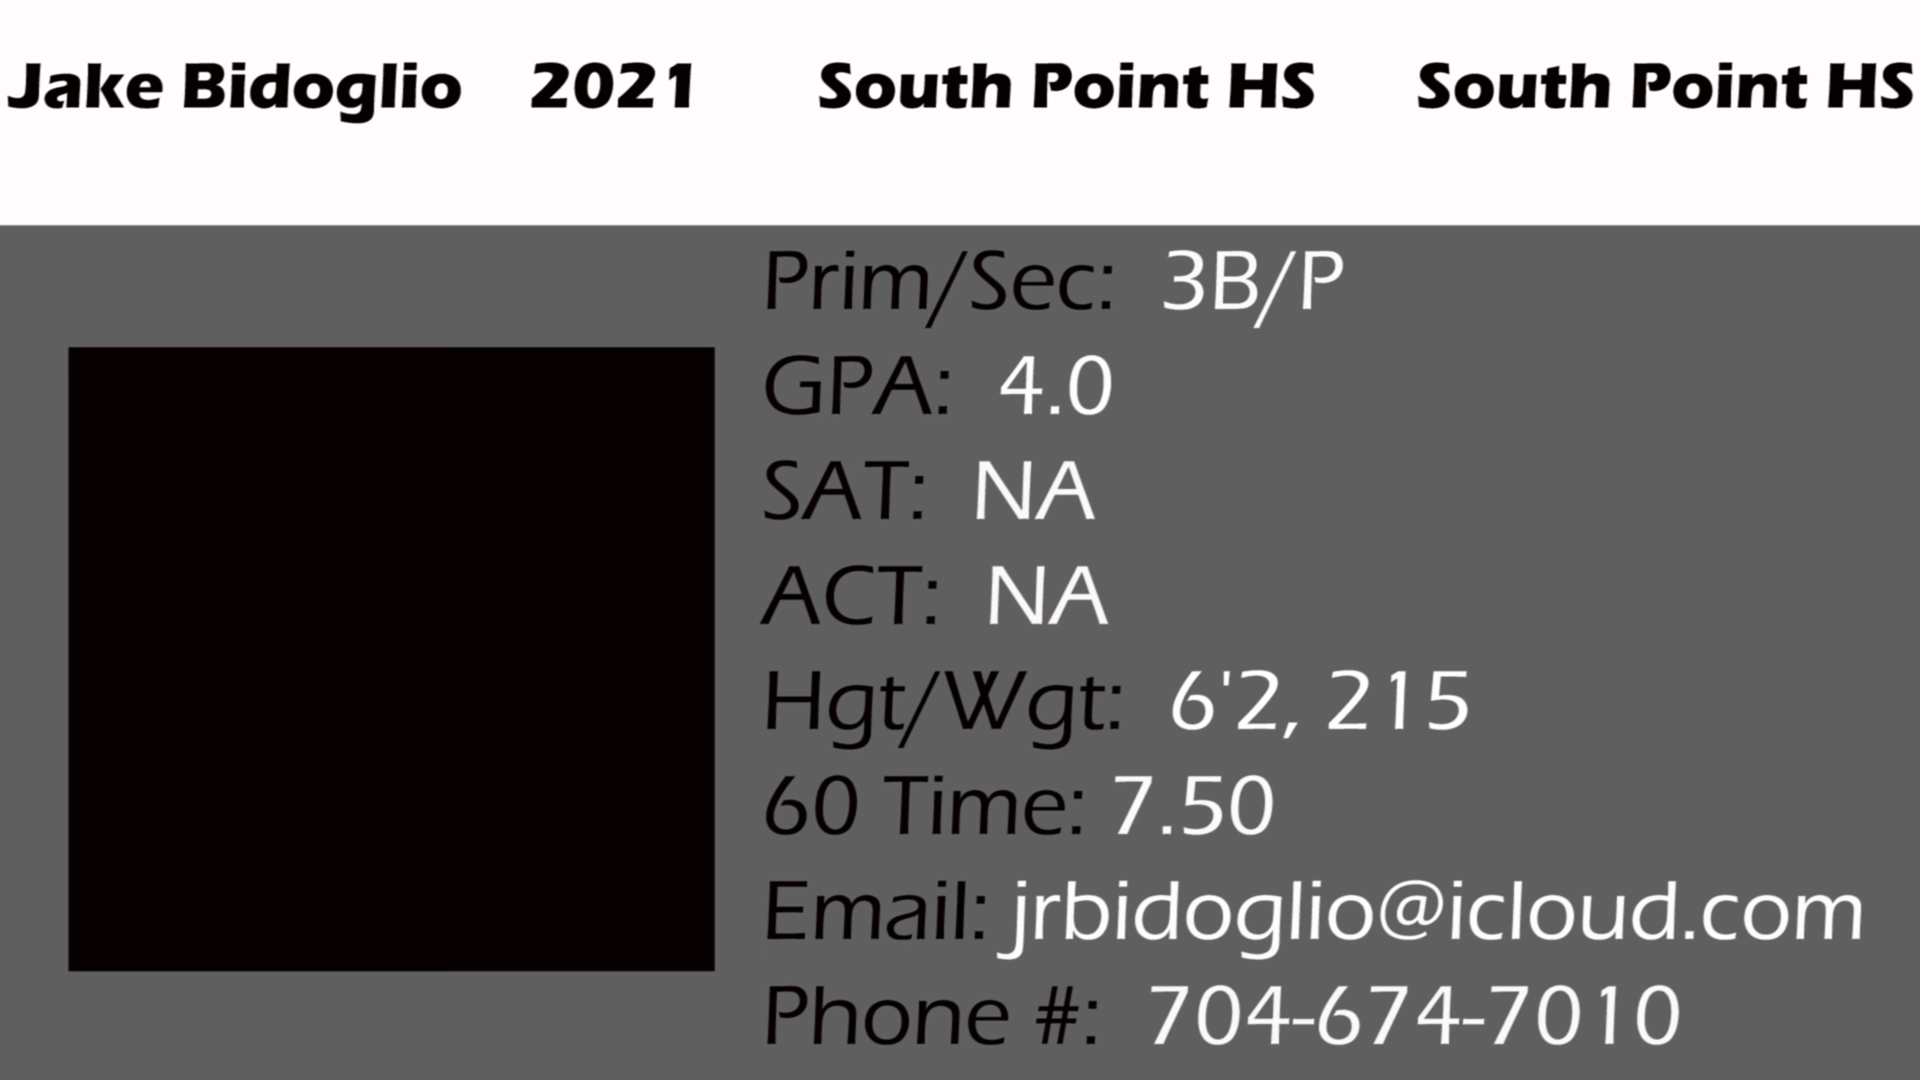 Jake Bidoglio 2021 South Point HS South Point HS
Prim/Sec: 3B/P
GPA: 4.0
SAT: NA
ACT: NA
Hgt/Wgt: 6'2, 215
60 Time: 7.50
Email: jrbidoglio@icloud.com
Phone #: 704-674-7010